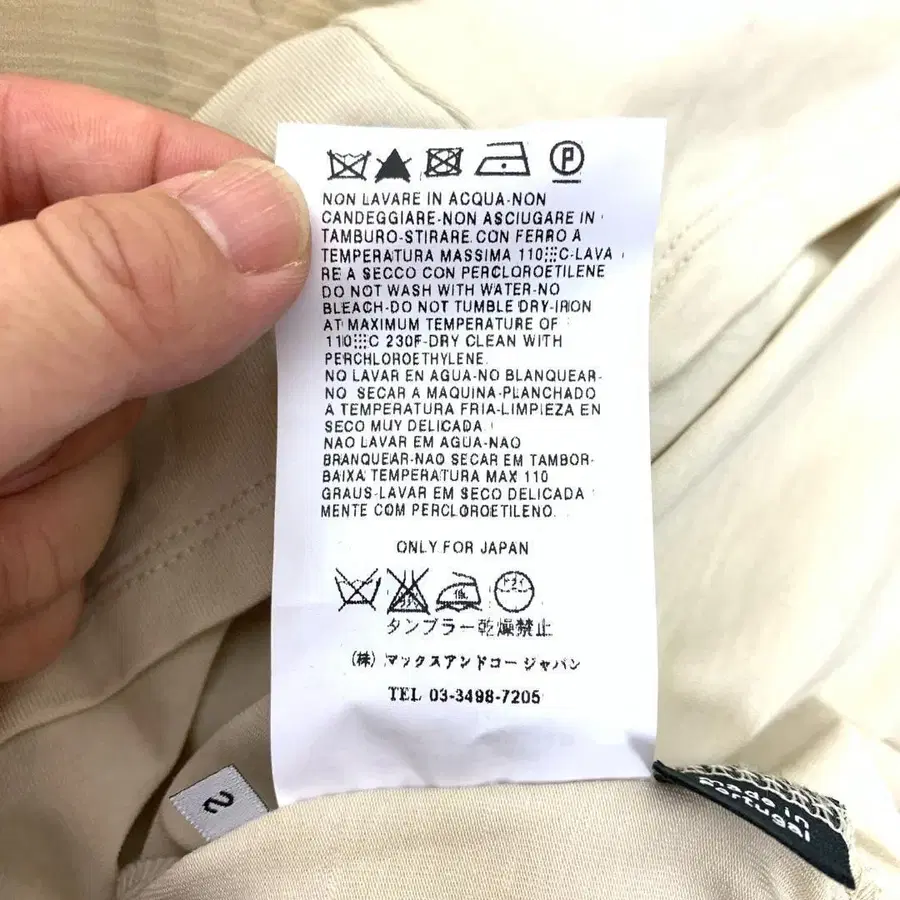 P
NON LAVARE IN ACQUA-NON
CANDEGGIARE-NON ASCIUGARE IN
TAMBURO-STIRARE CON FERRO A
TEMPERATURA MASSIMA 110 C-LAVA
RE A SECCO CON PERCLOROETILENE
DO NOT WASH WITH WATER-NO
BLEACH-DO NOT TUMBLE DRY-IRON
AT MAXIMUM TEMPERATURE OF
110 C 230F-DRY CLEAN WITH
PERCHLOROETHYLENE.
NO LAVAR EN AGUA-NO BLANQUEAR-
NO SECAR A MAQUINA-PLANCHADO
A TEMPERATURA FRIA-LIMPIEZA EN
SECO MUY DELICADA.
NAO LAVAR EM AGUA-NAO
BRANQUEAR-NAO SECAR EM TAMBOR-
BAIXA TEMPERATURA MAX 110
GRAUS-LAVAR EM SECO DELICADA
MENTE COM PERCLOROETILENO.
ONLY FOR JAPAN
低 ドライ
タンブラー乾燥禁止
(株) マックスアンドコー ジャパン
TEL 03-3498-7205
2
made in
Portugal